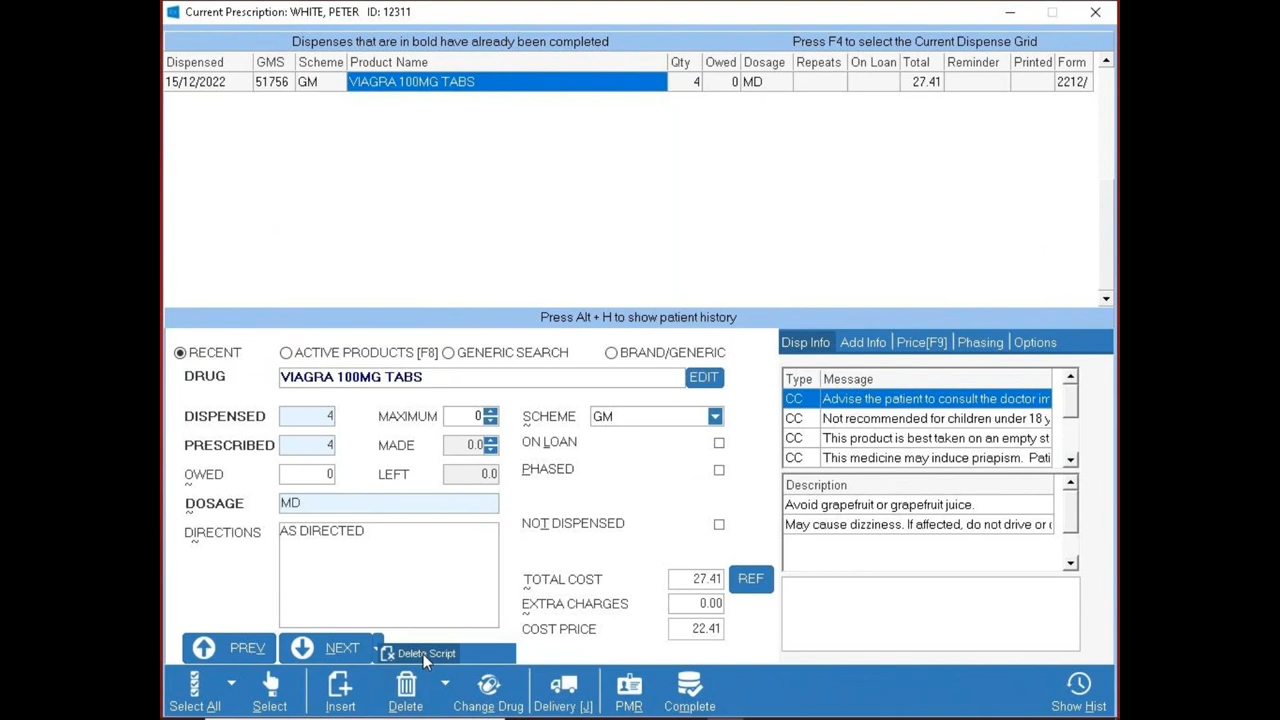 Current Prescription: WHITE, PETER ID: 12311
Dispenses that are in bold have already been completed Press F4 to select the Current Dispense Grid
Dispensed GMS Scheme Product Name Qty Owed Dosage Repeats On Loan Total Reminder Printed Form
15/12/2022 51756 GM VIAGRA 100MG TABS 4 0 MD 27.41 2212/
Press Alt + H to show patient history
Disp Info Add Info Price[F9] Phasing Options
RECENT ACTIVE PRODUCTS [F8] GENERIC SEARCH BRAND/GENERIC
DRUG VIAGRA 100MG TABS EDIT
Type Message
CC Advise the patient to consult the doctor im
CC Not recommended for children under 18 y
CC This product is best taken on an empty st
CC This medicine may induce priapism. Pati
DISPENSED 4 MAXIMUM 0 SCHEME GM
PRESCRIBED 4 MADE 0.0 ON LOAN
OWED 0 LEFT 0.0 PHASED
DOSAGE MD
DIRECTIONS AS DIRECTED NOT DISPENSED
Description
Avoid grapefruit or grapefruit juice.
May cause dizziness. If affected, do not drive or
TOTAL COST 27.41 REF
EXTRA CHARGES 0.00
COST PRICE 22.41
PREV NEXT Delete Script
Select All Select Insert Delete Change Drug Delivery [J] PMR Complete Show Hist